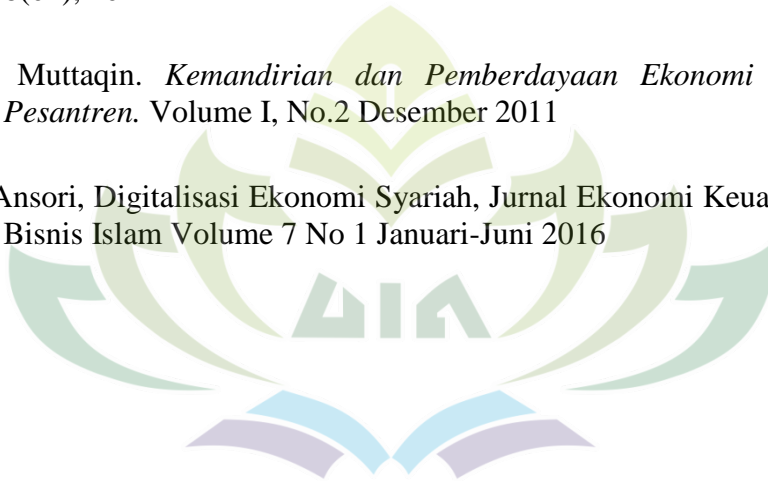 Muttaqin. Kemandirian dan Pemberdayaan Ekonomi
Pesantren. Volume I, No.2 Desember 2011
Ansori, Digitalisasi Ekonomi Syariah, Jurnal Ekonomi
Bisnis Islam Volume 7 No 1 Januari-Juni 2016
UIN